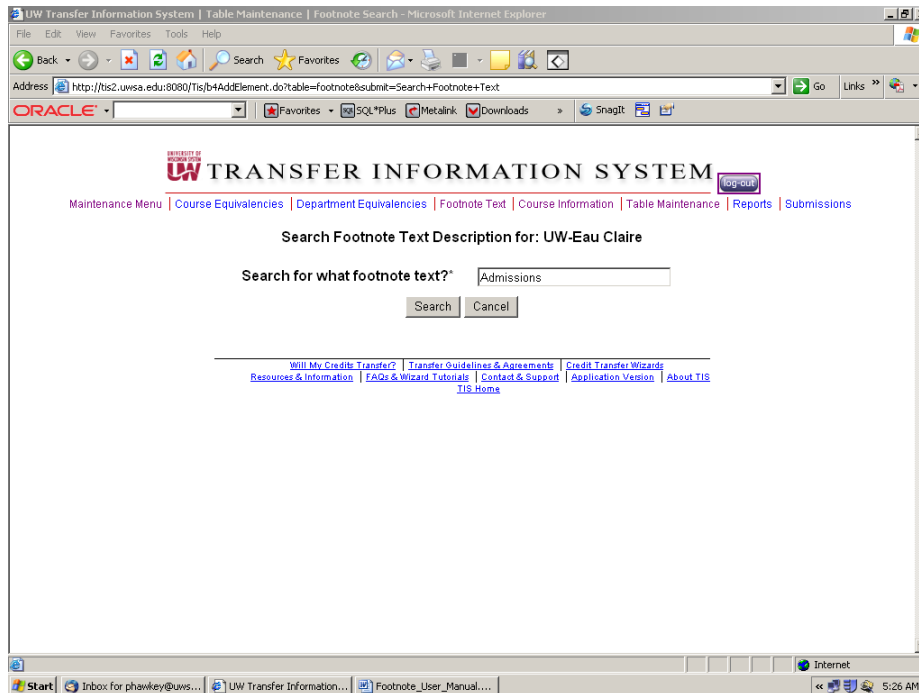 UW Transfer Information System | Table Maintenance | Footnote Search - Microsoft Internet Explorer
File Edit View Favorites Tools Help
Back Search Favorites
Address http://tis2.uwsa.edu:8080/Tis/b4AddElement.do?table=footnote&submit=Search+Footnote+Text Go Links »
ORACLE Favorites SQL*Plus Metalink Downloads » SnagIt
UNIVERSITY OF
WISCONSIN SYSTEM
UW TRANSFER INFORMATION SYSTEM log-out
Maintenance Menu | Course Equivalencies | Department Equivalencies | Footnote Text | Course Information | Table Maintenance | Reports | Submissions
Search Footnote Text Description for: UW-Eau Claire
Search for what footnote text?* Admissions
Search Cancel
Will My Credits Transfer? | Transfer Guidelines & Agreements | Credit Transfer Wizards
Resources & Information | FAQs & Wizard Tutorials | Contact & Support | Application Version | About TIS
TIS Home
Internet
Start Inbox for phawkey@uws... UW Transfer Information... Footnote_User_Manual.... « 5:26 AM